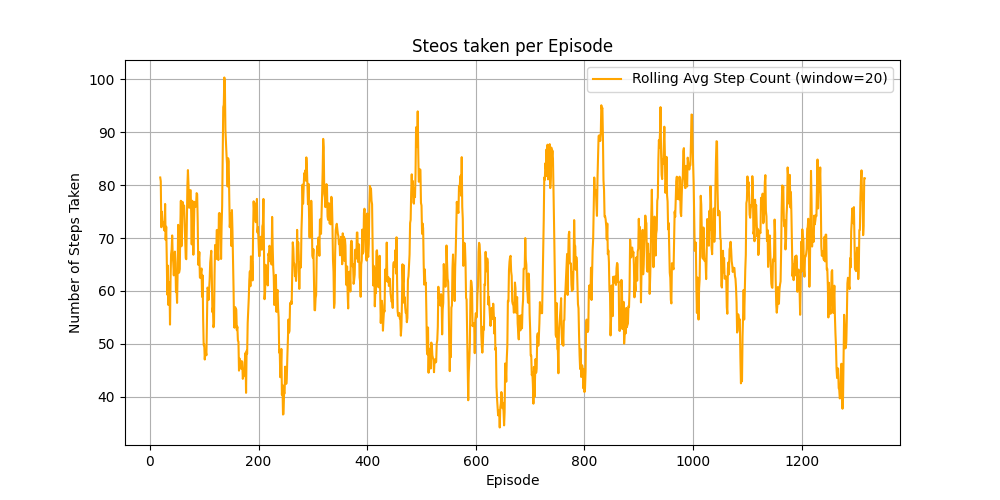 Steos taken per Episode
Rolling Avg Step Count (window=20)
Number of Steps Taken
100
90
80
70
60
50
40
0 200 400 600 800 1000 1200
Episode